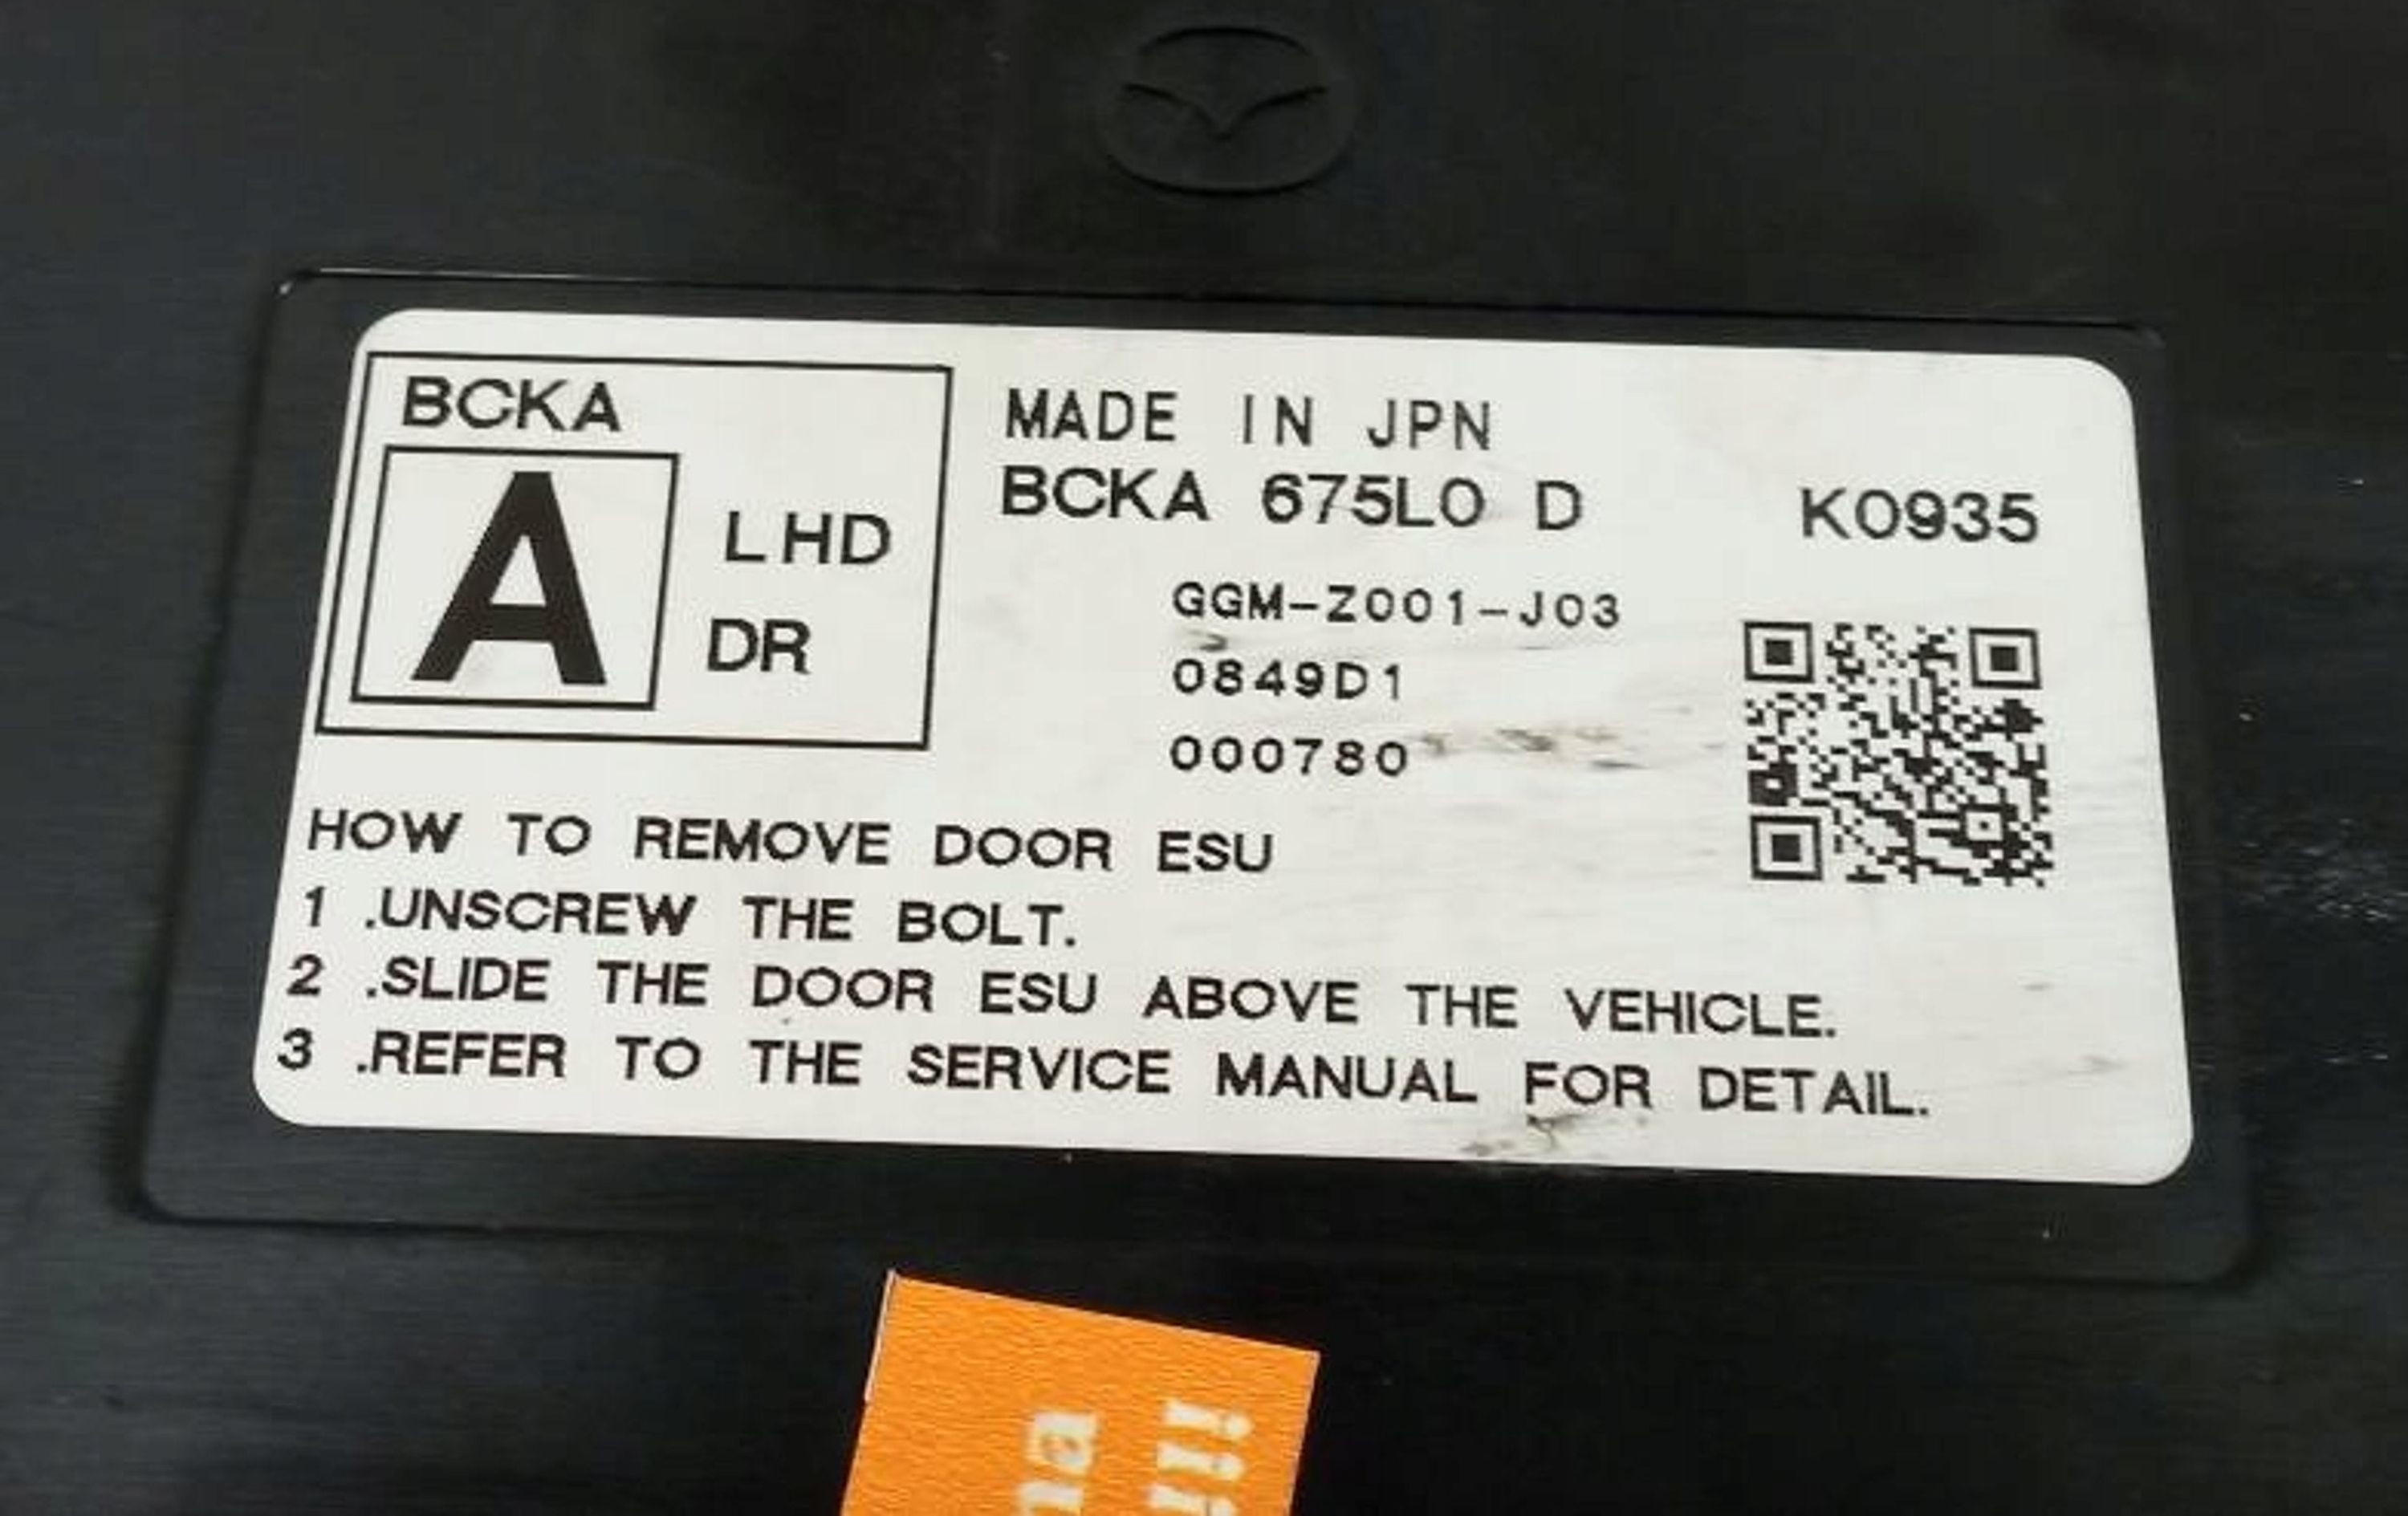 BCKA
A
LHD
DR
MADE IN JPN
BCKA 675L0 D
K0935
GGM-Z001-J03
0849D1
000780
HOW TO REMOVE DOOR ESU
1 .UNSCREW THE BOLT.
2 .SLIDE THE DOOR ESU ABOVE THE VEHICLE.
3 .REFER TO THE SERVICE MANUAL FOR DETAIL.